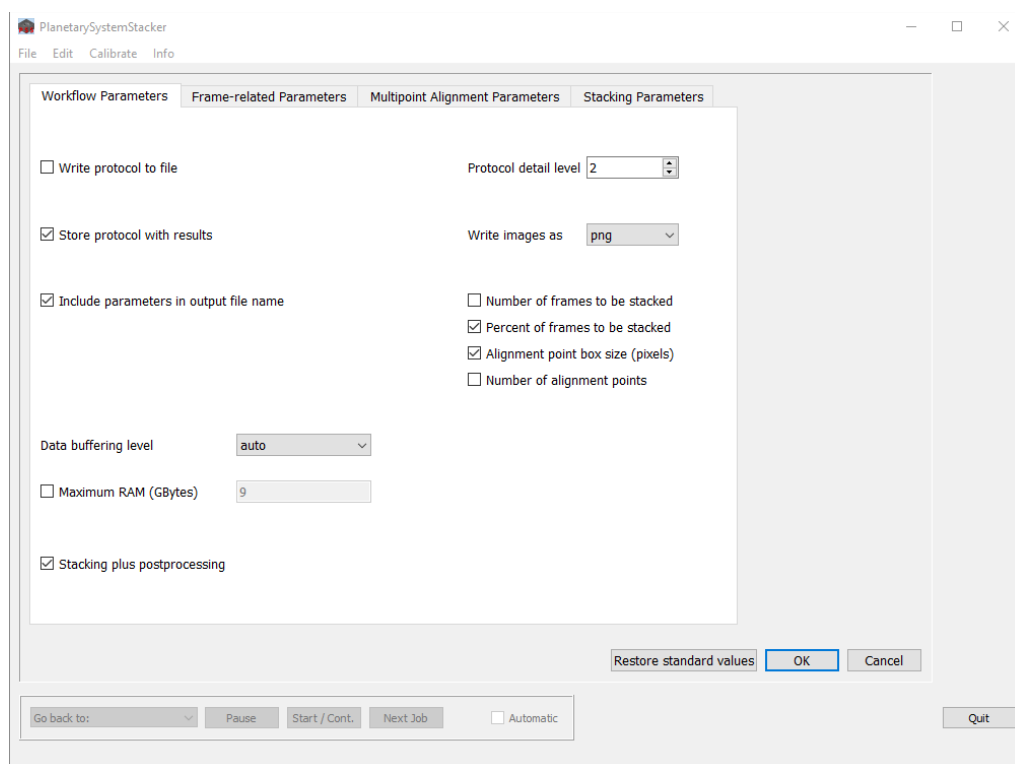 PlanetarySystemStacker
File Edit Calibrate Info
Workflow Parameters Frame-related Parameters Multipoint Alignment Parameters Stacking Parameters
Write protocol to file Protocol detail level 2
Store protocol with results Write images as png
Include parameters in output file name Number of frames to be stacked
Percent of frames to be stacked
Alignment point box size (pixels)
Number of alignment points
Data buffering level auto
Maximum RAM (GBytes) 9
Stacking plus postprocessing
Restore standard values OK Cancel
Go back to: Pause Start / Cont. Next Job Automatic Quit